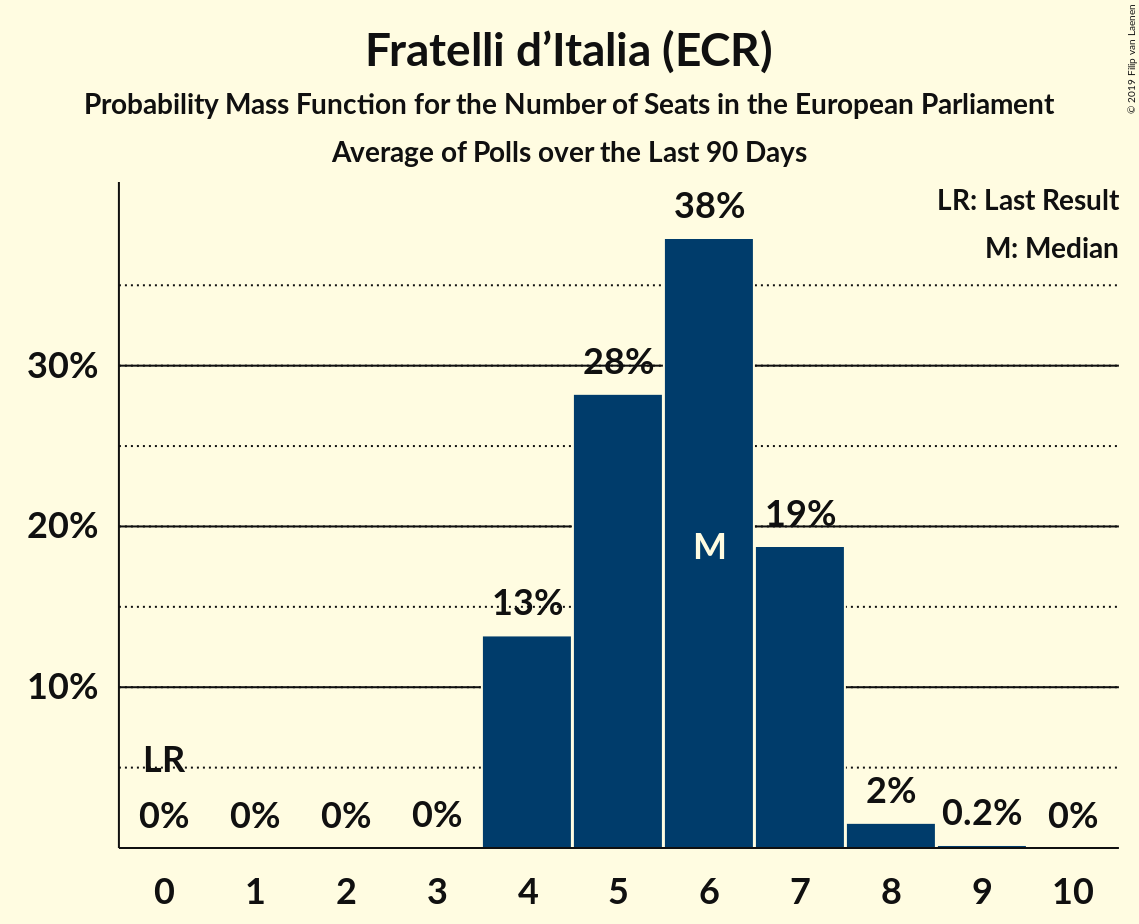 Fratelli d’Italia (ECR)
Probability Mass Function for the Number of Seats in the European Parliament
Average of Polls over the Last 90 Days
© 2019 Filip van Laenen
LR: Last Result
M: Median
38%
30%
28%
20%
19%
M
13%
10%
LR
0%
0%
0%
0%
2%
0.2%
0%
0 1 2 3 4 5 6 7 8 9 10